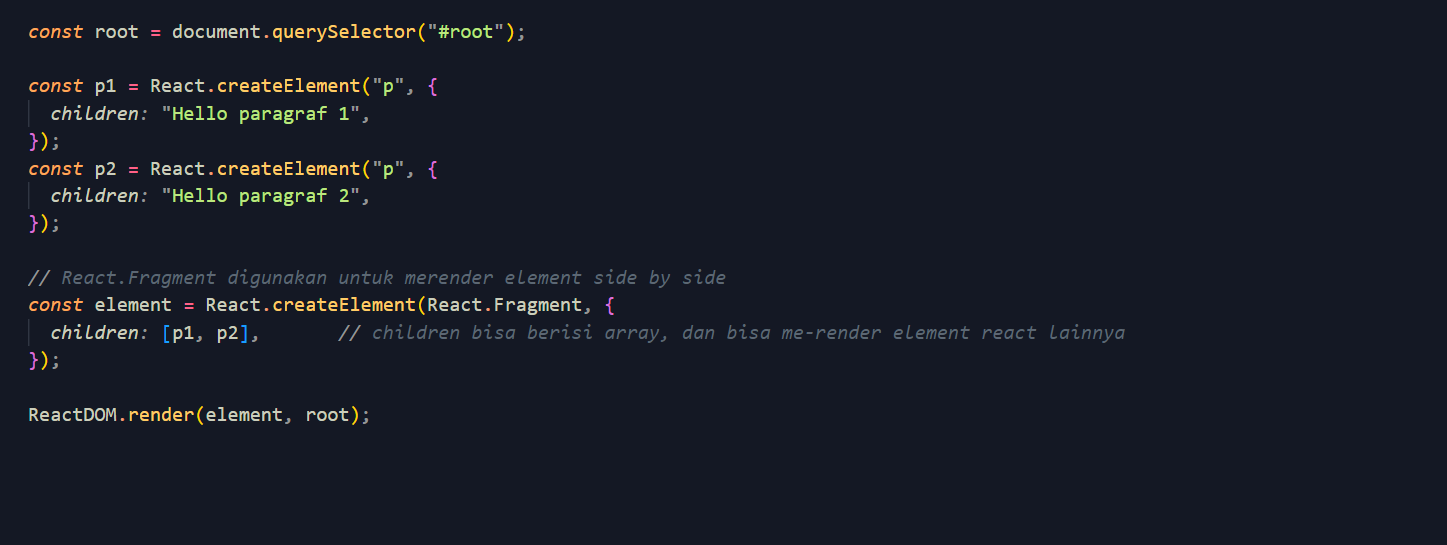 const root = document.querySelector("#root");
const p1 = React.createElement("p", {
children: "Hello paragraf 1",
});
const p2 = React.createElement("p", {
children: "Hello paragraf 2",
});
// React.Fragment digunakan untuk merender element side by side
const element = React.createElement(React.Fragment, {
children: [p1, p2], // children bisa berisi array, dan bisa me-render element react lainnya
});
ReactDOM.render(element, root);